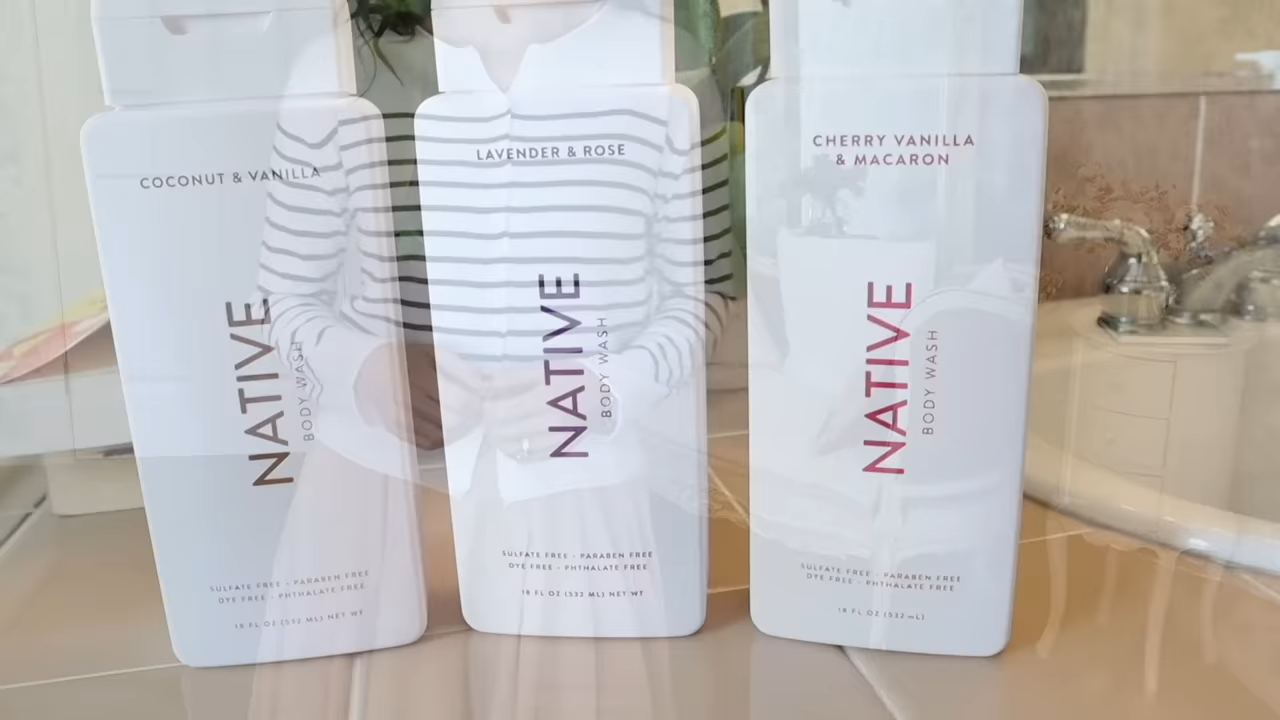 COCONUT & VANILLA
NATIVE
BODY WASH
SULFATE FREE - PARABEN FREE
DYE FREE - PHTHALATE FREE
18 FL OZ (532 ML) NET WT
LAVENDER & ROSE
NATIVE
BODY WASH
SULFATE FREE - PARABEN FREE
DYE FREE - PHTHALATE FREE
18 FL OZ (532 ML) NET WT
CHERRY VANILLA
& MACARON
NATIVE
BODY WASH
SULFATE FREE - PARABEN FREE
DYE FREE - PHTHALATE FREE
18 FL OZ (532 mL)